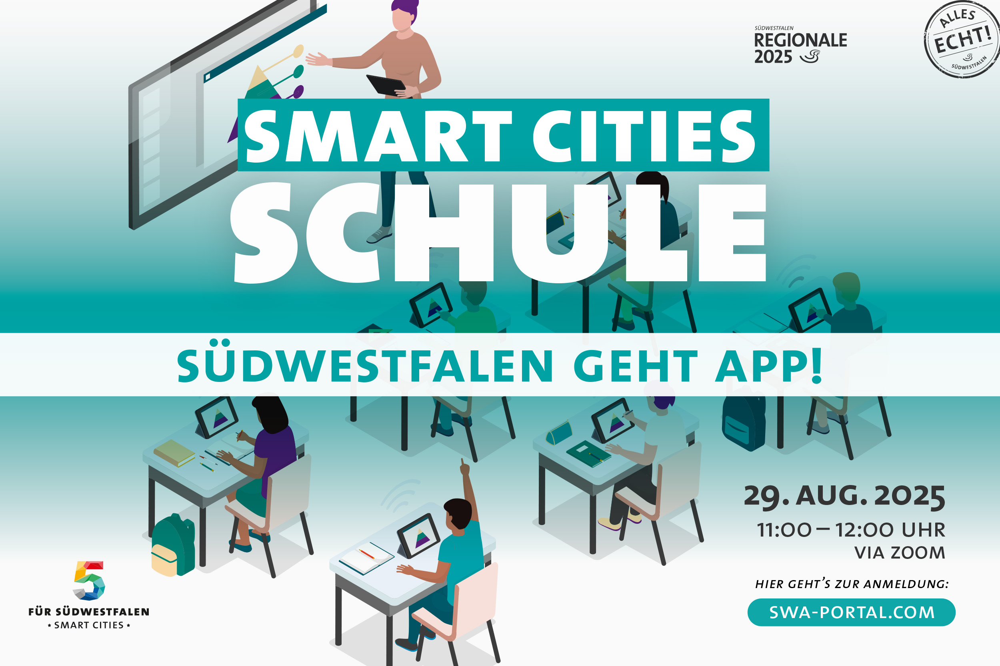 SÜDWESTFALEN
REGIONALE
2025
ALLES
ECHT!
SÜDWESTFALEN
SMART CITIES
SCHULE
SÜDWESTFALEN GEHT APP!
29. AUG. 2025
11:00 – 12:00 UHR
VIA ZOOM
HIER GEHT'S ZUR ANMELDUNG:
SWA-PORTAL.COM
5
FÜR SÜDWESTFALEN
★ SMART CITIES ★